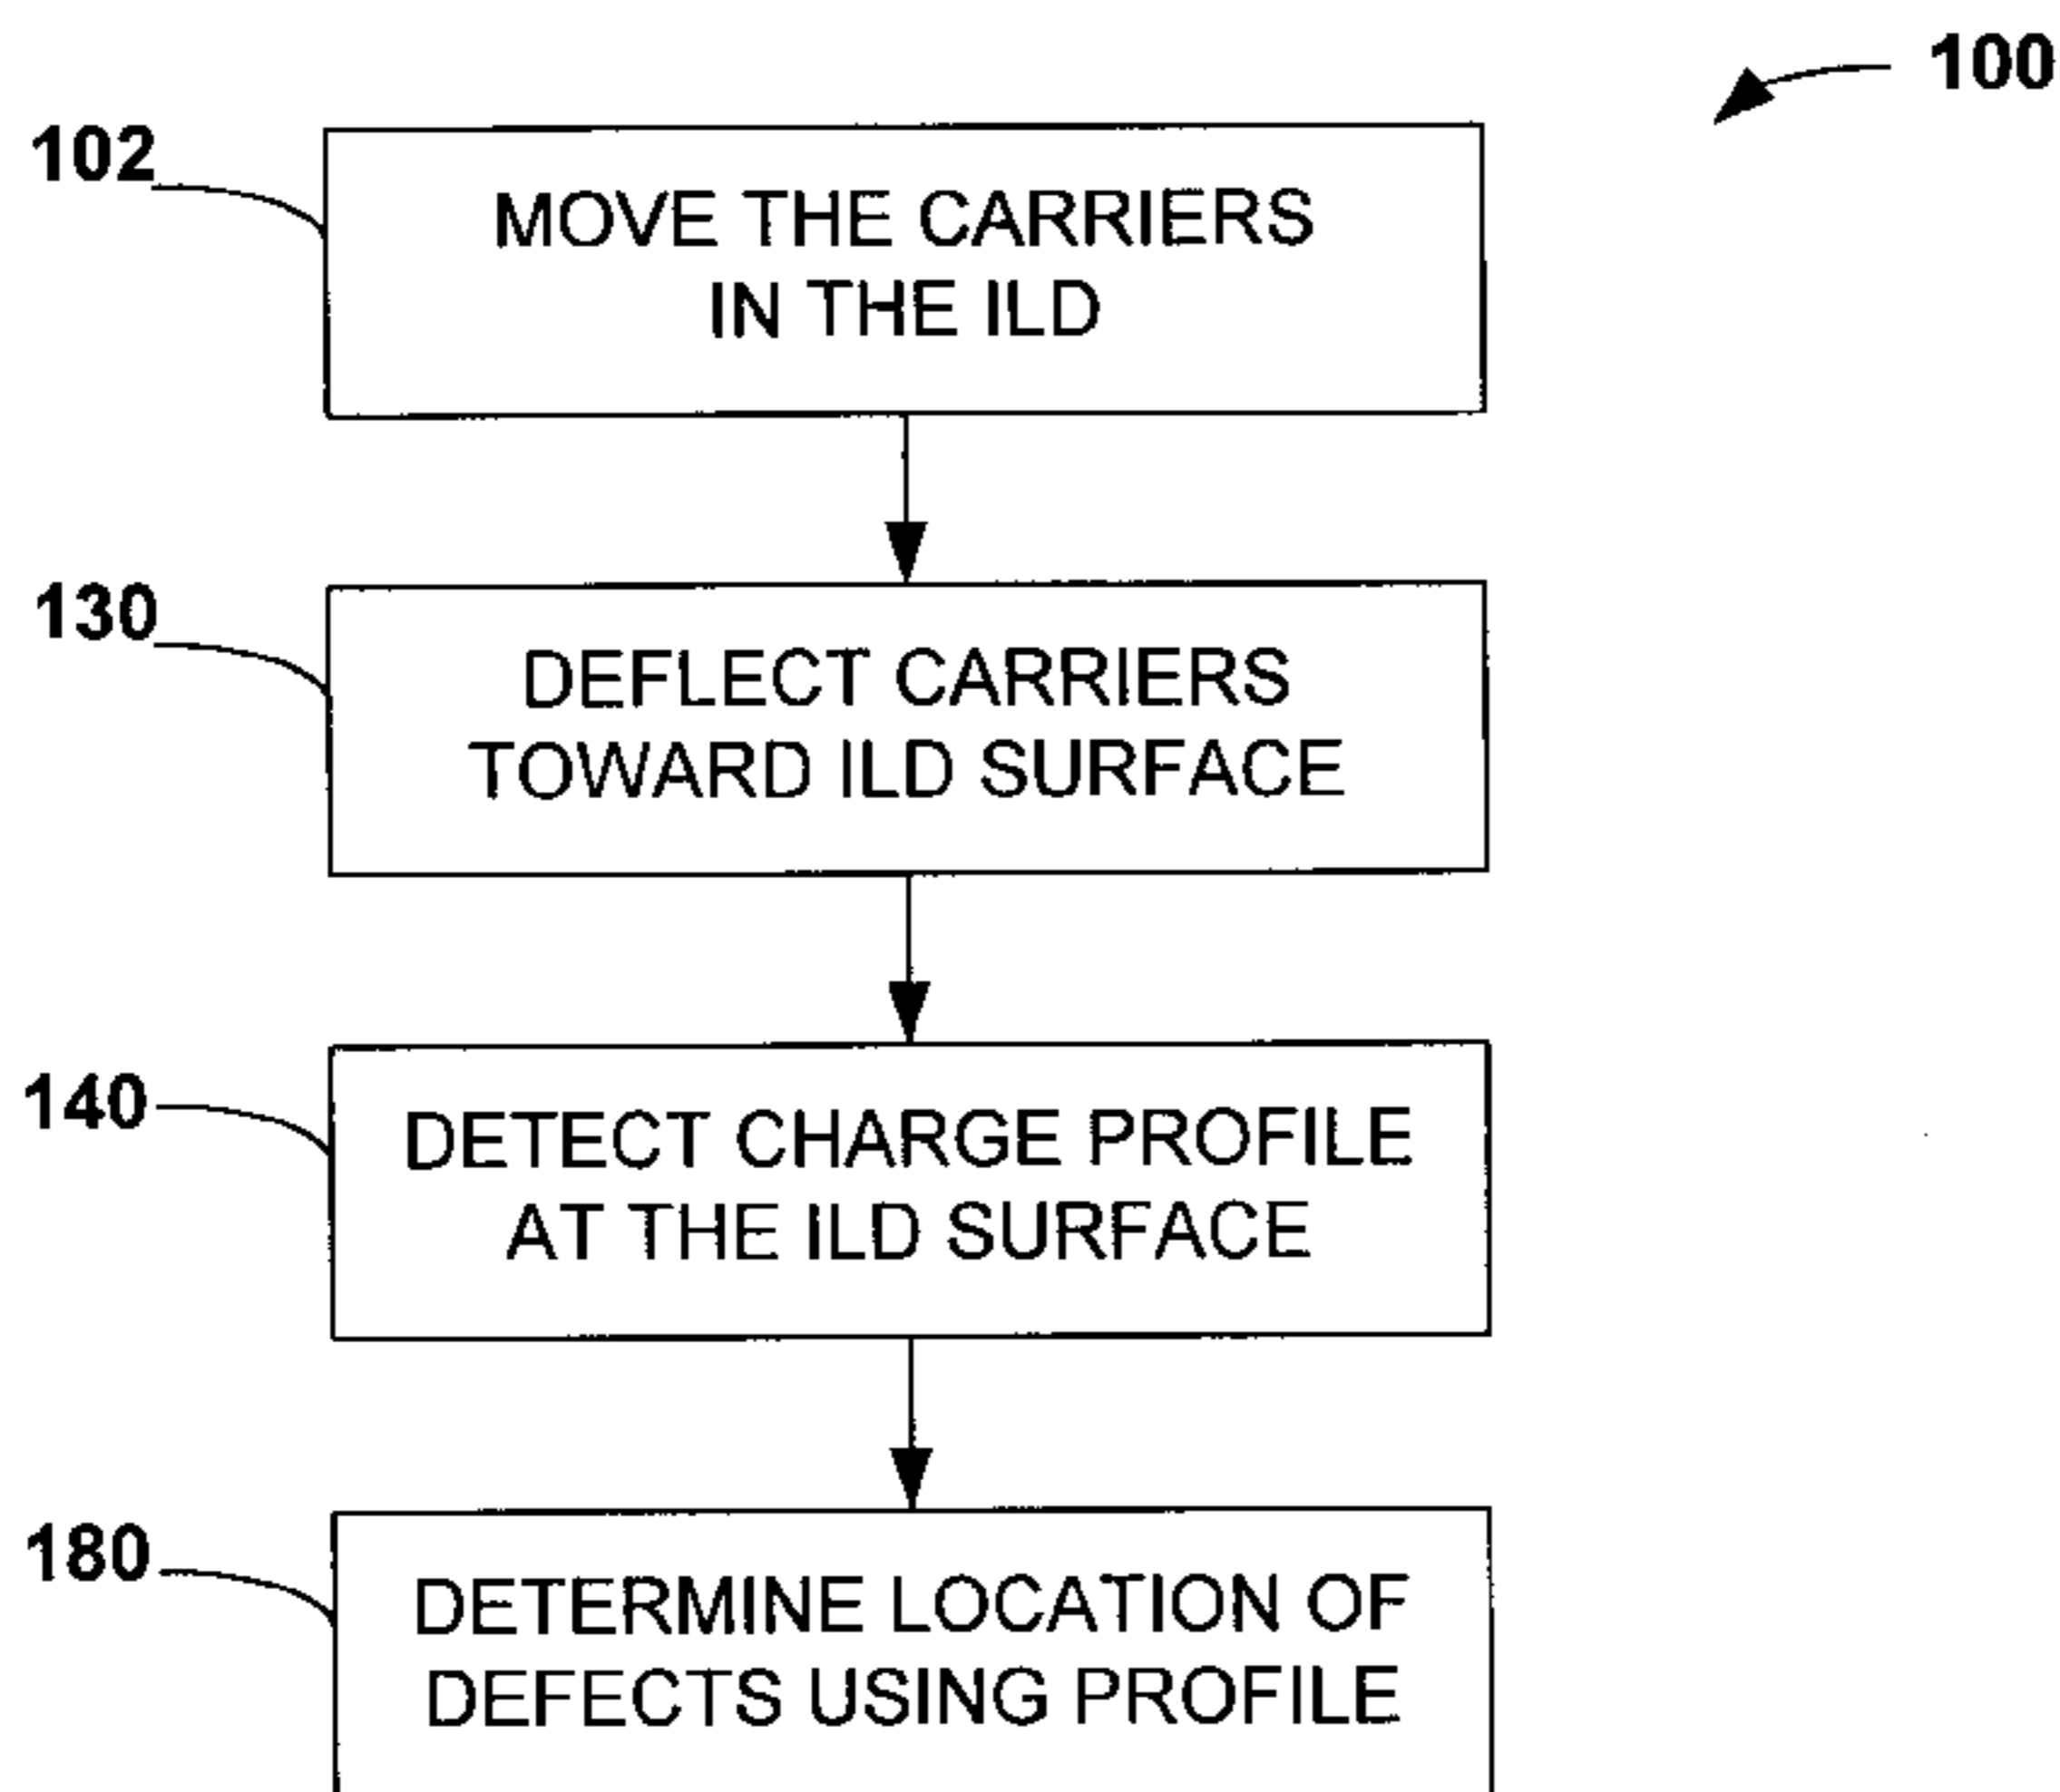 100
102
MOVE THE CARRIERS
IN THE ILD
130
DEFLECT CARRIERS
TOWARD ILD SURFACE
140
DETECT CHARGE PROFILE
AT THE ILD SURFACE
180
DETERMINE LOCATION OF
DEFECTS USING PROFILE